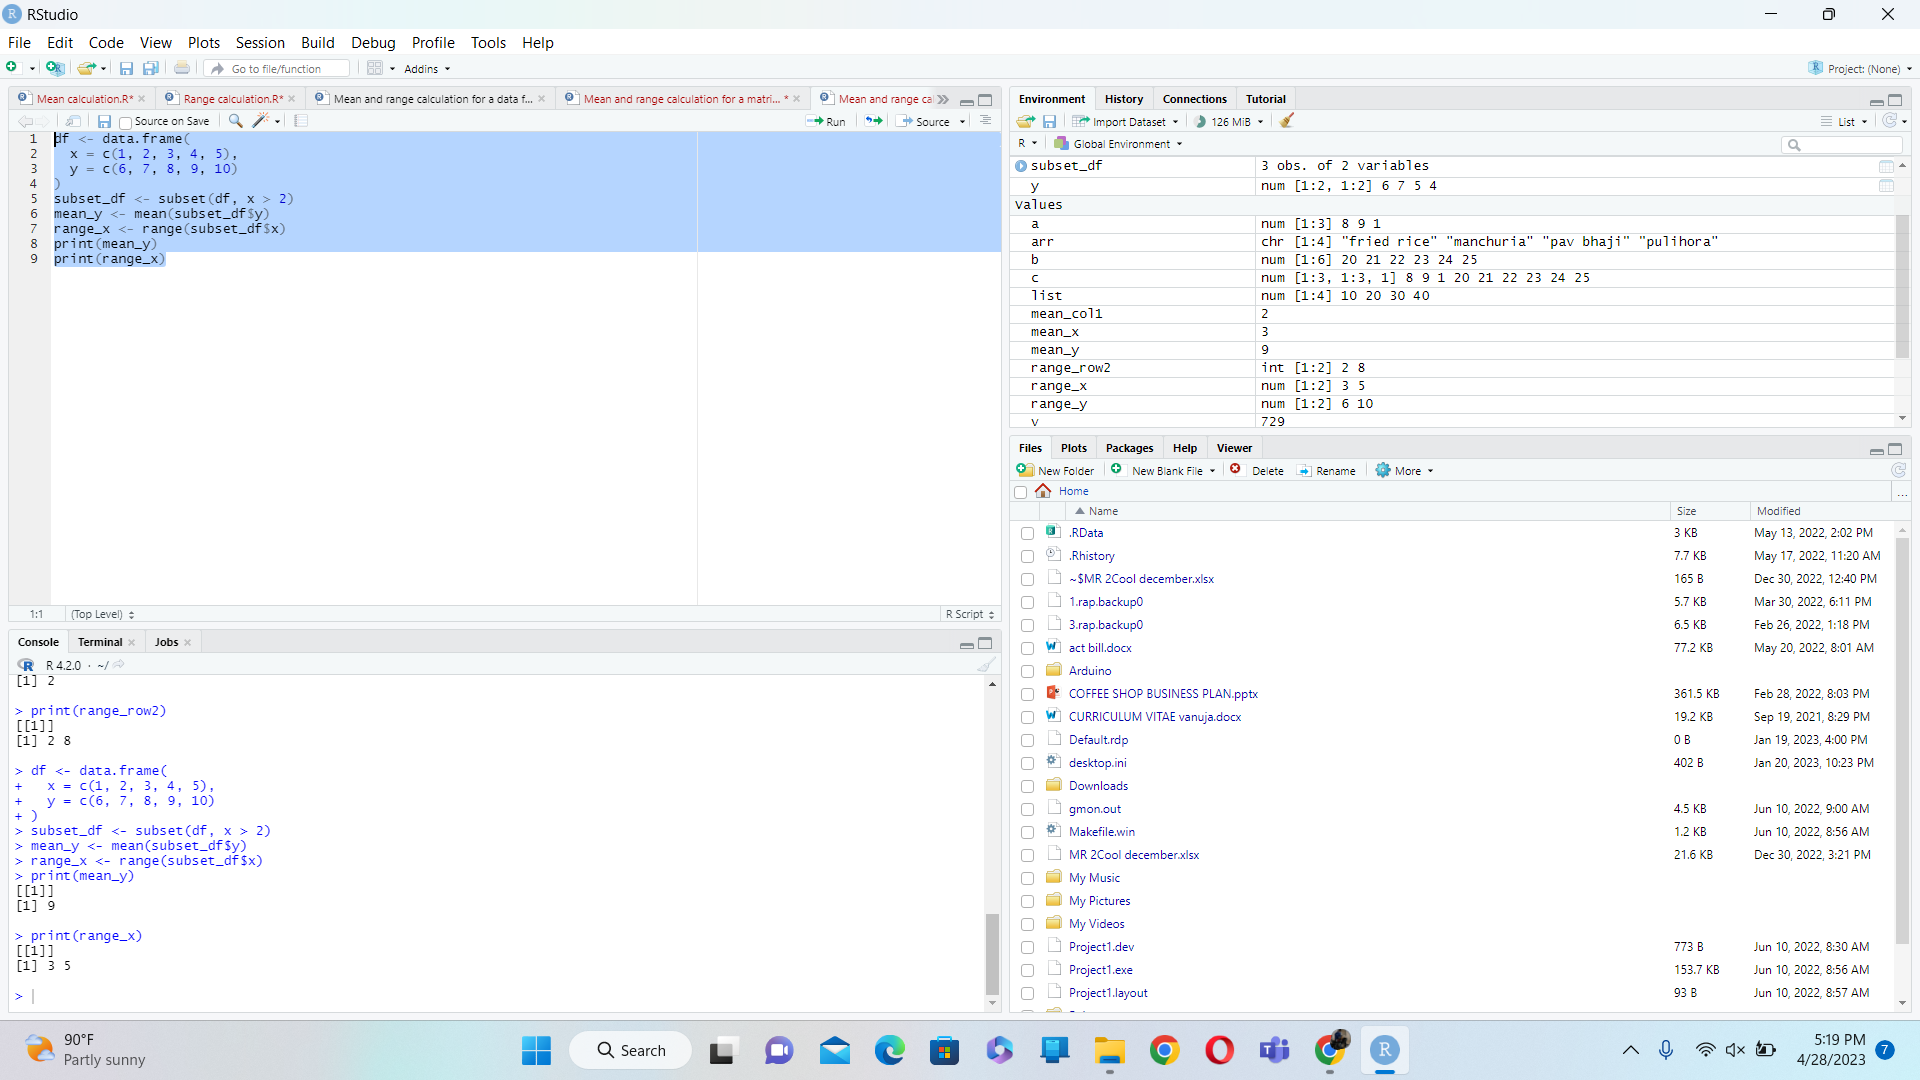 RStudio
File Edit Code View Plots Session Build Debug Profile Tools Help
Go to file/function Addins Project: (None)
Mean calculation.R* Range calculation.R* Mean and range calculation for a data f... Mean and range calculation for a matri... * Mean and range ca
Source on Save Run Source
1 df <- data.frame(
2 x = c(1, 2, 3, 4, 5),
3 y = c(6, 7, 8, 9, 10)
4 )
5 subset_df <- subset(df, x > 2)
6 mean_y <- mean(subset_df$y)
7 range_x <- range(subset_df$x)
8 print(mean_y)
9 print(range_x)
1:1 (Top Level) R Script
Console Terminal Jobs
R 4.2.0 · ~/
[1] 2
> print(range_row2)
[[1]]
[1] 2 8
> df <- data.frame(
+ x = c(1, 2, 3, 4, 5),
+ y = c(6, 7, 8, 9, 10)
+ )
> subset_df <- subset(df, x > 2)
> mean_y <- mean(subset_df$y)
> range_x <- range(subset_df$x)
> print(mean_y)
[[1]]
[1] 9
> print(range_x)
[[1]]
[1] 3 5
>
Environment History Connections Tutorial
Import Dataset 126 MiB List
R Global Environment
subset_df 3 obs. of 2 variables
y num [1:2, 1:2] 6 7 5 4
Values
a num [1:3] 8 9 1
arr chr [1:4] "fried rice" "manchuria" "pav bhaji" "pulihora"
b num [1:6] 20 21 22 23 24 25
c num [1:3, 1:3, 1] 8 9 1 20 21 22 23 24 25
list num [1:4] 10 20 30 40
mean_col1 2
mean_x 3
mean_y 9
range_row2 int [1:2] 2 8
range_x num [1:2] 3 5
range_y num [1:2] 6 10
v 729
Files Plots Packages Help Viewer
New Folder New Blank File Delete Rename More
Home ...
Name Size Modified
.RData 3 KB May 13, 2022, 2:02 PM
.Rhistory 7.7 KB May 17, 2022, 11:20 AM
~$MR 2Cool december.xlsx 165 B Dec 30, 2022, 12:40 PM
1.rap.backup0 5.7 KB Mar 30, 2022, 6:11 PM
3.rap.backup0 6.5 KB Feb 26, 2022, 1:18 PM
act bill.docx 77.2 KB May 20, 2022, 8:01 AM
Arduino
COFFEE SHOP BUSINESS PLAN.pptx 361.5 KB Feb 28, 2022, 8:03 PM
CURRICULUM VITAE vanuja.docx 19.2 KB Sep 19, 2021, 8:29 PM
Default.rdp 0 B Jan 19, 2023, 4:00 PM
desktop.ini 402 B Jan 20, 2023, 10:23 PM
Downloads
gmon.out 4.5 KB Jun 10, 2022, 9:00 AM
Makefile.win 1.2 KB Jun 10, 2022, 8:56 AM
MR 2Cool december.xlsx 21.6 KB Dec 30, 2022, 3:21 PM
My Music
My Pictures
My Videos
Project1.dev 773 B Jun 10, 2022, 8:30 AM
Project1.exe 153.7 KB Jun 10, 2022, 8:56 AM
Project1.layout 93 B Jun 10, 2022, 8:57 AM
90°F
Partly sunny
Search
5:19 PM
4/28/2023 7